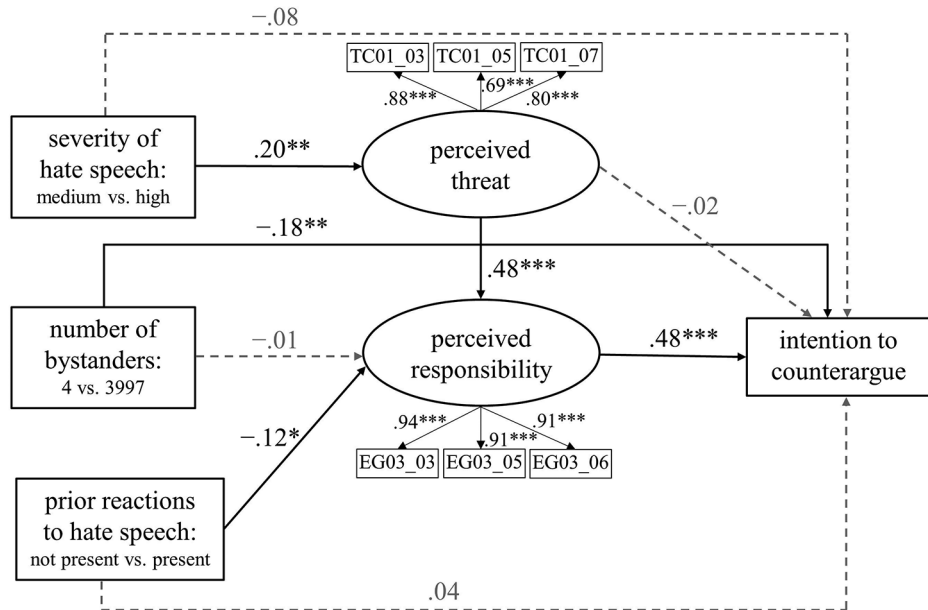 −.08
TC01_03 TC01_05 TC01_07
.88*** .69*** .80***
severity of
hate speech:
medium vs. high
.20**
perceived
threat
−.02
−.18**
.48***
number of
bystanders:
4 vs. 3997
−.01
perceived
responsibility
.48***
intention to
counterargue
−.12*
.94*** .91*** .91***
EG03_03 EG03_05 EG03_06
prior reactions
to hate speech:
not present vs. present
.04